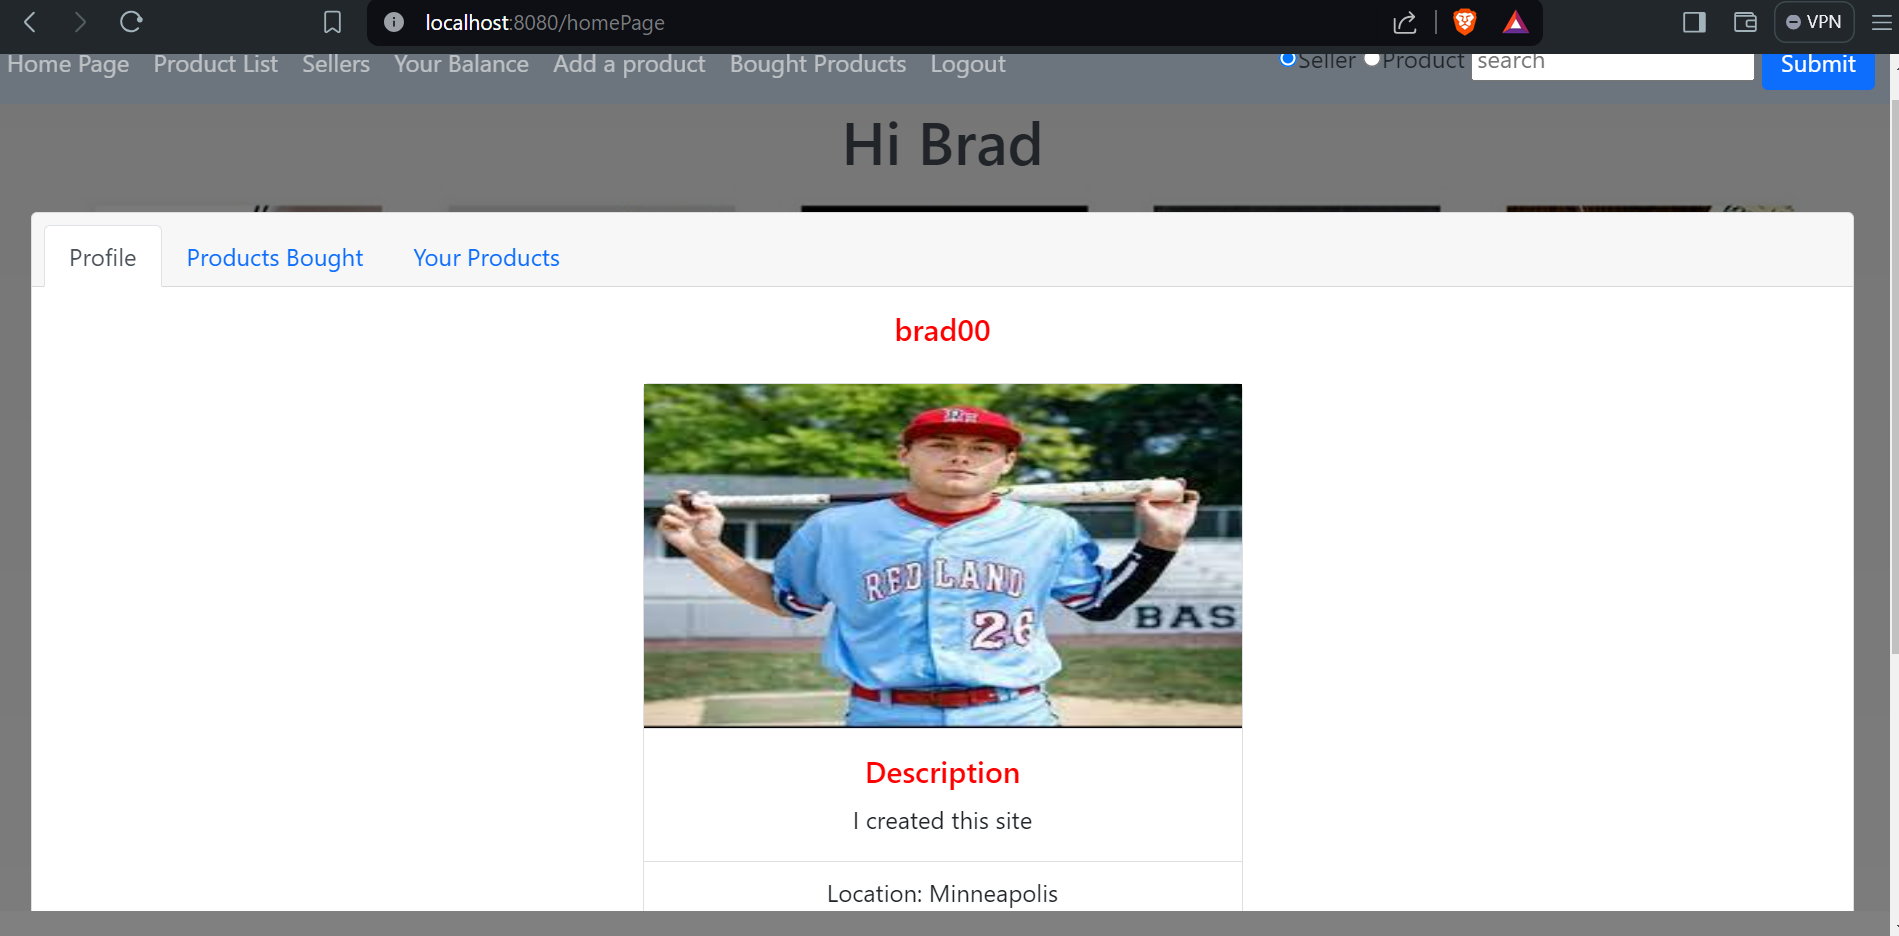 localhost:8080/homePage
VPN
Home Page Product List Sellers Your Balance Add a product Bought Products Logout Seller Product search Submit
Hi Brad
Profile Products Bought Your Products
brad00
RED LAND
26
BAS
Description
I created this site
Location: Minneapolis